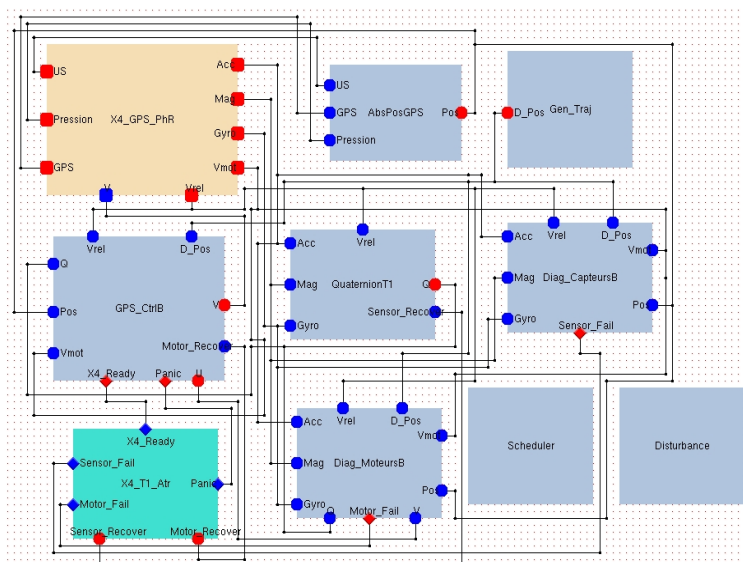 US
Pression
GPS
X4_GPS_PhR
Acc
Mag
Gyro
Vmot
V
Vrel
US
GPS
Pression
AbsPosGPS
Pos
D_Pos
Gen_Traj
Vrel
D_Pos
Q
Pos
Vmot
GPS_CtrlB
V
Motor_Recover
X4_Ready
Panic
U
Vrel
Acc
Mag
Gyro
QuaternionT1
Q
Sensor_Recover
Vrel
D_Pos
Acc
Mag
Gyro
Diag_CapteursB
Vmot
Pos
Sensor_Fail
X4_Ready
Sensor_Fail
X4_T1_Atr
Panic
Motor_Fail
Sensor_Recover
Motor_Recover
Vrel
D_Pos
Acc
Mag
Gyro
Diag_MoteursB
Vmot
Pos
Q
Motor_Fail
V
Scheduler
Disturbance